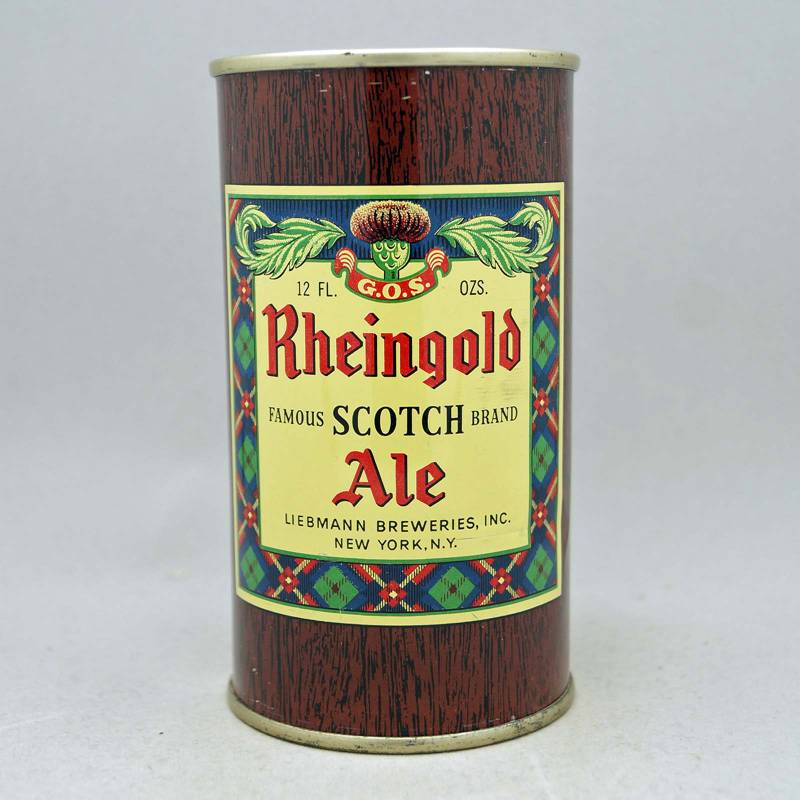 G.O.S.
12 FL. OZS.
Rheingold
FAMOUS SCOTCH BRAND
Ale
LIEBMANN BREWERIES, INC.
NEW YORK, N.Y.